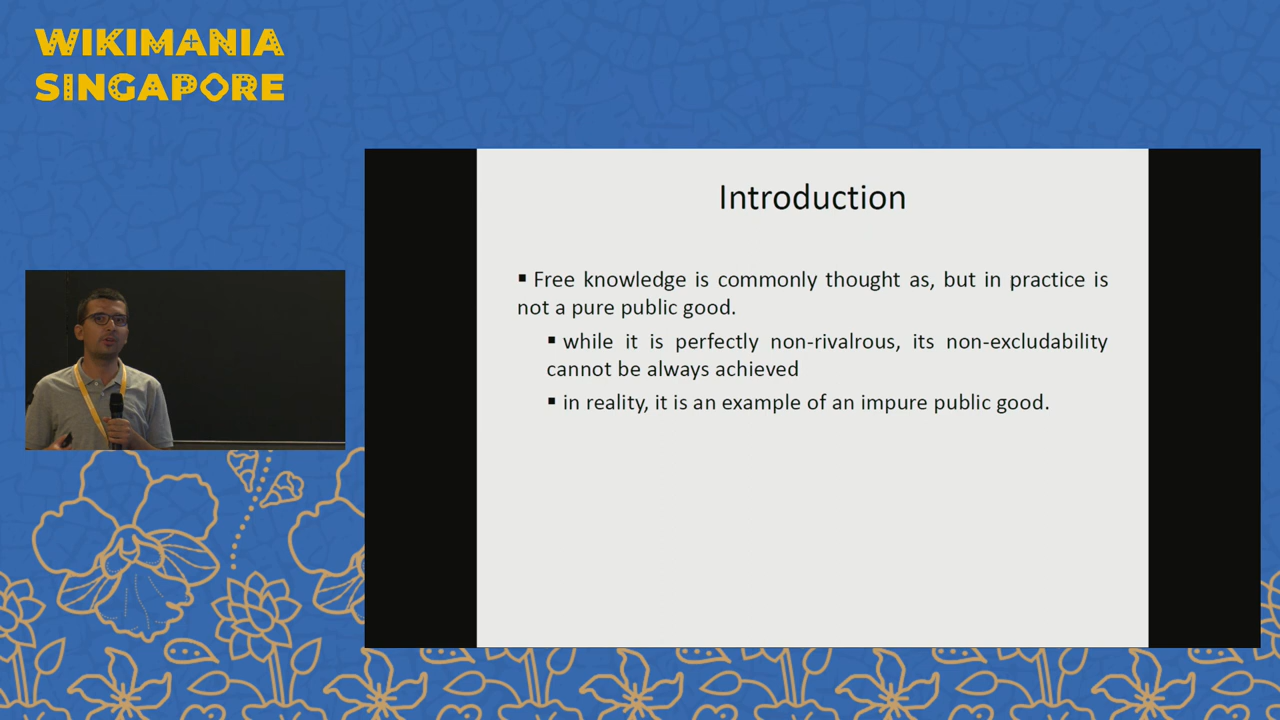 WIKIMANIA
SINGAPORE
Introduction
▪ Free knowledge is commonly thought as, but in practice is
not a pure public good.
▪ while it is perfectly non-rivalrous, its non-excludability
cannot be always achieved
▪ in reality, it is an example of an impure public good.